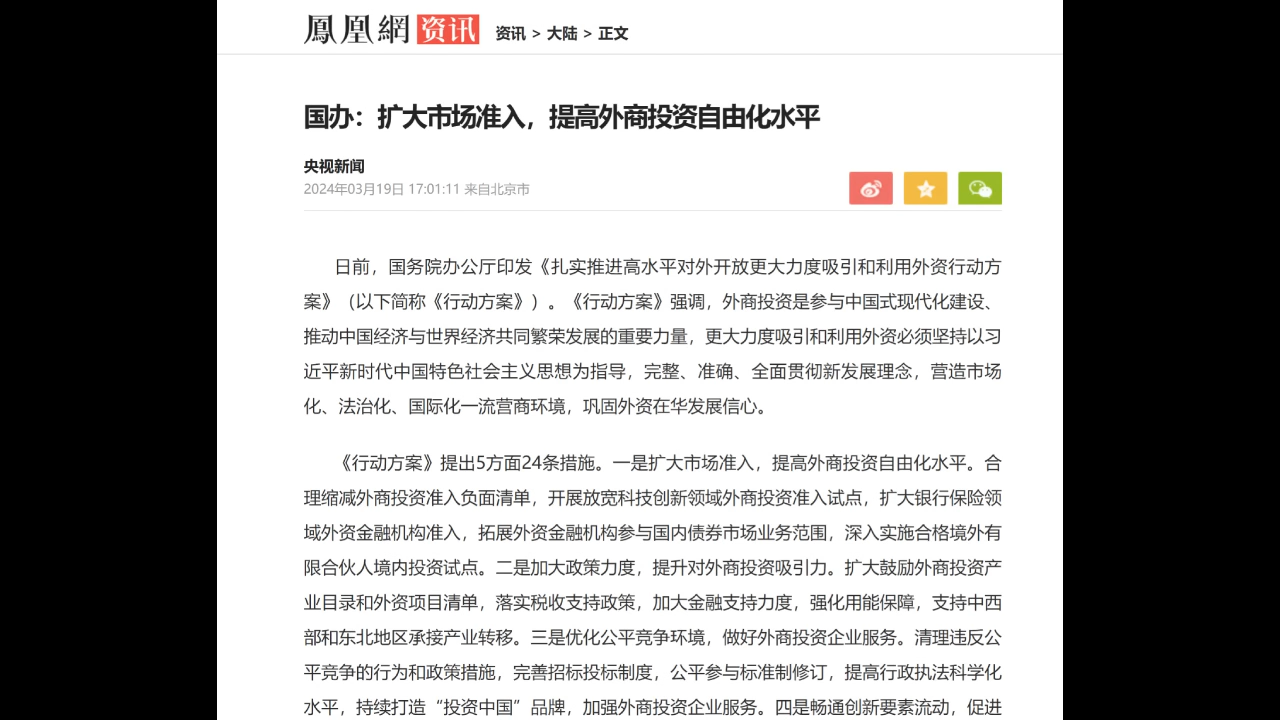 鳳凰網资讯 资讯 > 大陆 > 正文
国办：扩大市场准入，提高外商投资自由化水平
央视新闻
2024年03月19日 17:01:11 来自北京市
日前，国务院办公厅印发《扎实推进高水平对外开放更大力度吸引和利用外资行动方
案》（以下简称《行动方案》）。《行动方案》强调，外商投资是参与中国式现代化建设、
推动中国经济与世界经济共同繁荣发展的重要力量，更大力度吸引和利用外资必须坚持以习
近平新时代中国特色社会主义思想为指导，完整、准确、全面贯彻新发展理念，营造市场
化、法治化、国际化一流营商环境，巩固外资在华发展信心。
《行动方案》提出5方面24条措施。一是扩大市场准入，提高外商投资自由化水平。合
理缩减外商投资准入负面清单，开展放宽科技创新领域外商投资准入试点，扩大银行保险领
域外资金融机构准入，拓展外资金融机构参与国内债券市场业务范围，深入实施合格境外有
限合伙人境内投资试点。二是加大政策力度，提升对外商投资吸引力。扩大鼓励外商投资产
业目录和外资项目清单，落实税收支持政策，加大金融支持力度，强化用能保障，支持中西
部和东北地区承接产业转移。三是优化公平竞争环境，做好外商投资企业服务。清理违反公
平竞争的行为和政策措施，完善招标投标制度，公平参与标准制修订，提高行政执法科学化
水平，持续打造“投资中国”品牌，加强外商投资企业服务。四是畅通创新要素流动，促进